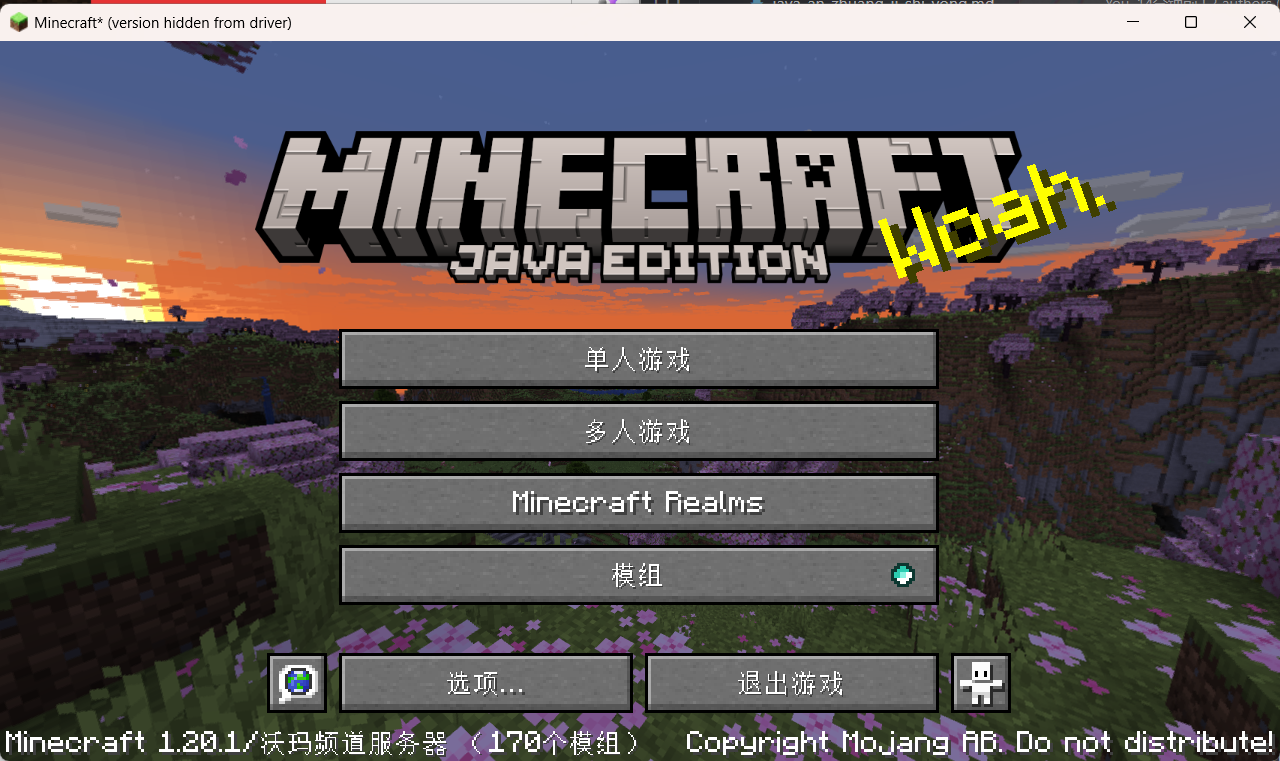 Minecraft* (version hidden from driver)
MINECRAFT
JAVA EDITION
Woah.
单人游戏
多人游戏
Minecraft Realms
模组
选项...
退出游戏
Minecraft 1.20.1/沃玛频道服务器 （170个模组）
Copyright Mojang AB. Do not distribute!